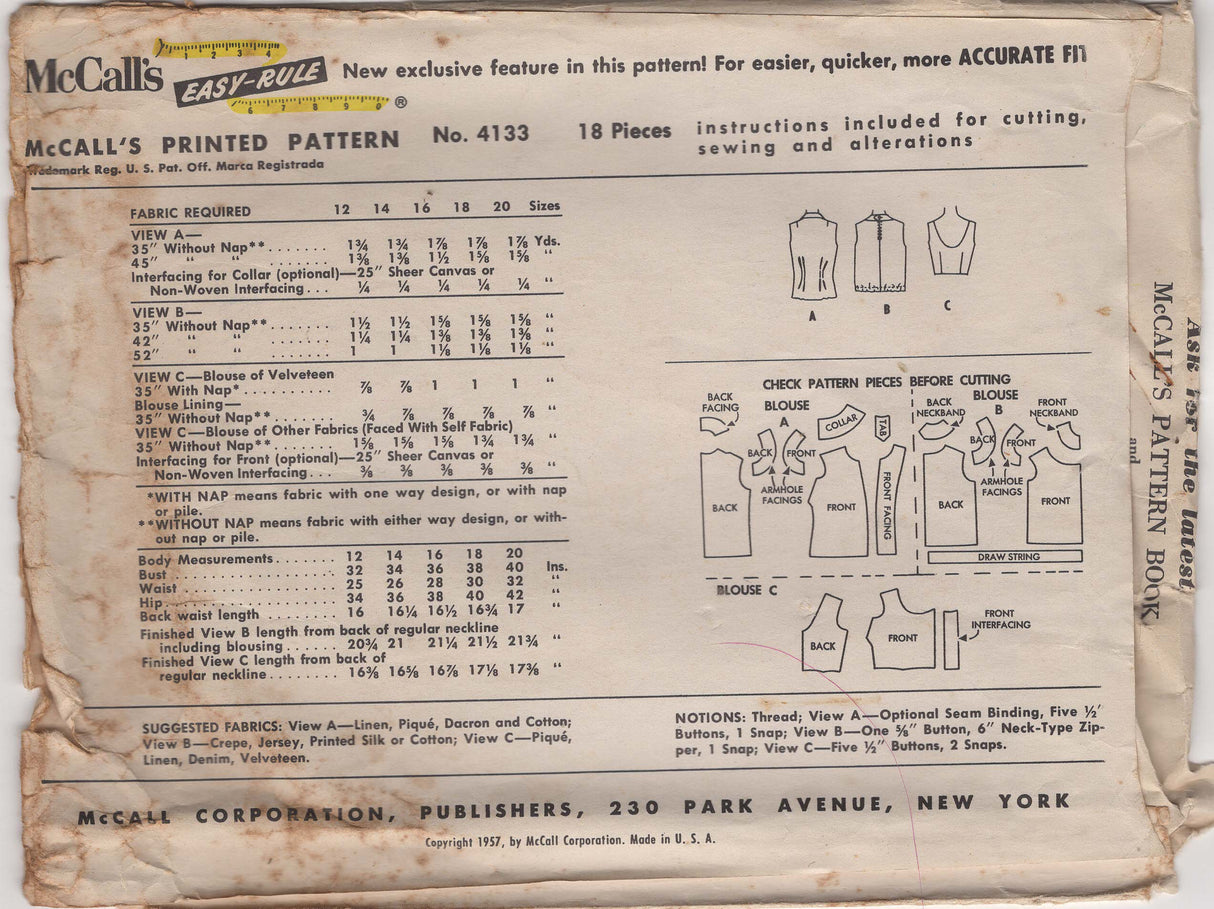 1 2 3 4
McCall's EASY-RULE ® New exclusive feature in this pattern! For easier, quicker, more ACCURATE FIT
6 7 8 9 0
McCALL'S PRINTED PATTERN No. 4133 18 Pieces instructions included for cutting,
sewing and alterations
Trademark Reg. U. S. Pat. Off. Marca Registrada
FABRIC REQUIRED 12 14 16 18 20 Sizes
VIEW A—
35″ Without Nap**....... 1¾ 1¾ 1⅞ 1⅞ 1⅞ Yds.
45″ “ “ ....... 1⅜ 1⅜ 1½ 1⅝ 1⅝ “
Interfacing for Collar (optional)—25″ Sheer Canvas or
Non-Woven Interfacing... ¼ ¼ ¼ ¼ ¼ “
VIEW B—
35″ Without Nap**....... 1½ 1½ 1⅝ 1⅝ 1⅝ “
42″ “ “ ....... 1¼ 1¼ 1⅜ 1⅜ 1⅜ “
52″ “ “ ....... 1 1 1⅛ 1⅛ 1⅛ “
VIEW C—Blouse of Velveteen
35″ With Nap*.......... ⅞ ⅞ 1 1 1 “
Blouse Lining—
35″ Without Nap**....... ¾ ⅞ ⅞ ⅞ ⅞ “
VIEW C—Blouse of Other Fabrics (Faced With Self Fabric)
35″ Without Nap**....... 1⅝ 1⅝ 1⅝ 1¾ 1¾ “
Interfacing for Front (optional)—25″ Sheer Canvas or
Non-Woven Interfacing... ⅜ ⅜ ⅜ ⅜ ⅜ “
*WITH NAP means fabric with one way design, or with nap
or pile.
**WITHOUT NAP means fabric with either way design, or with-
out nap or pile.
Body Measurements....... 12 14 16 18 20
Bust .................... 32 34 36 38 40 Ins.
Waist ................... 25 26 28 30 32 “
Hip..................... 34 36 38 40 42 “
Back waist length ........ 16 16¼ 16½ 16¾ 17 “
Finished View B length from back of regular neckline
including blousing...... 20¾ 21 21¼ 21½ 21¾ “
Finished View C length from back of
regular neckline........ 16⅜ 16⅝ 16⅞ 17⅛ 17⅜ “
A B C
CHECK PATTERN PIECES BEFORE CUTTING
BLOUSE
A
BACK
FACING
COLLAR
TAB
BACK
FRONT
ARMHOLE
FACINGS
BACK
FRONT
FRONT FACING
BLOUSE
B
BACK
NECKBAND
FRONT
NECKBAND
BACK
FRONT
ARMHOLE
FACINGS
BACK
FRONT
DRAW STRING
BLOUSE C
BACK
FRONT
FRONT
INTERFACING
SUGGESTED FABRICS: View A—Linen, Piqué, Dacron and Cotton;
View B—Crepe, Jersey, Printed Silk or Cotton; View C—Piqué,
Linen, Denim, Velveteen.
NOTIONS: Thread; View A—Optional Seam Binding, Five ½″
Buttons, 1 Snap; View B—One ⅝″ Button, 6″ Neck-Type Zip-
per, 1 Snap; View C—Five ½″ Buttons, 2 Snaps.
McCALL CORPORATION, PUBLISHERS, 230 PARK AVENUE, NEW YORK
Copyright 1957, by McCall Corporation. Made in U. S. A.
Ask for the latest
McCALL'S PATTERN BOOK
and